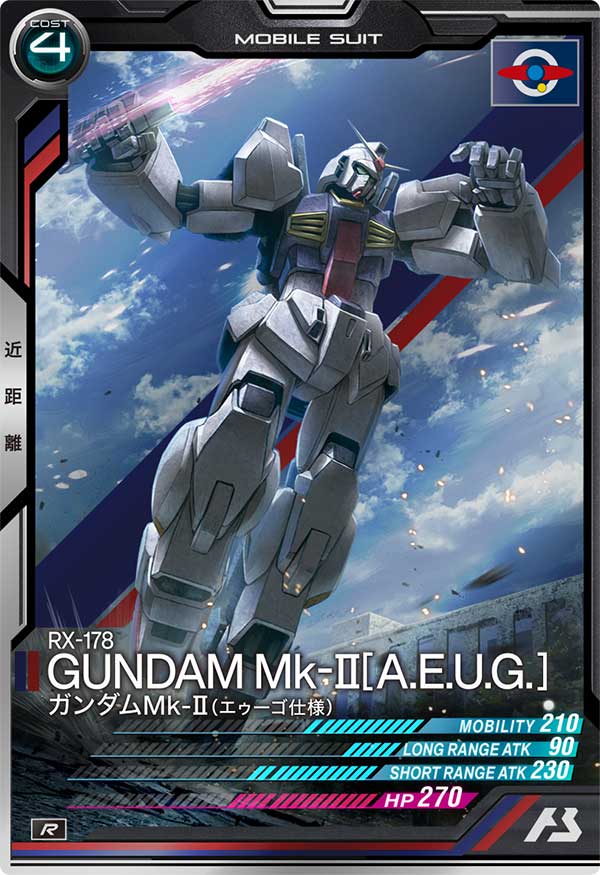 COST
4
MOBILE SUIT
近距離
RX-178
GUNDAM Mk-II[A.E.U.G.]
ガンダムMk-II(エゥーゴ仕様)
MOBILITY 210
LONG RANGE ATK 90
SHORT RANGE ATK 230
HP 270
R